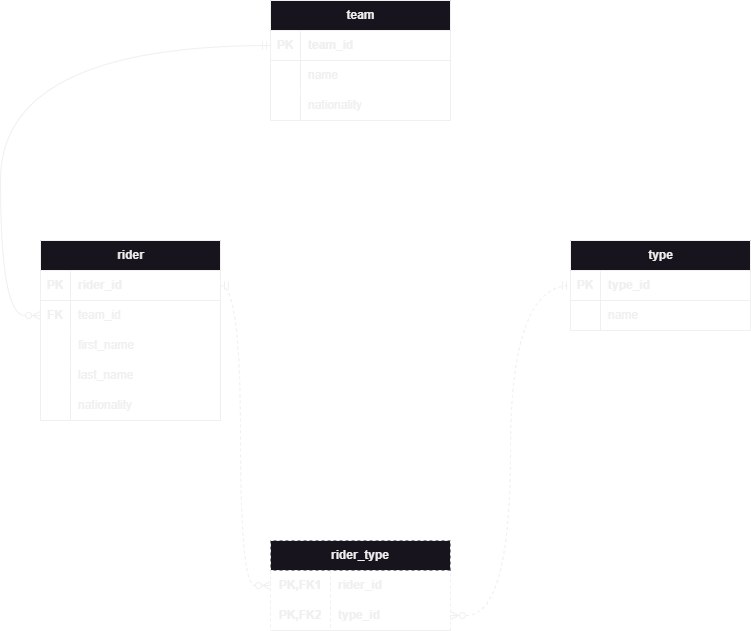 team
PK team_id
name
nationality
rider
PK rider_id
FK team_id
first_name
last_name
nationality
type
PK type_id
name
rider_type
PK,FK1 rider_id
PK,FK2 type_id